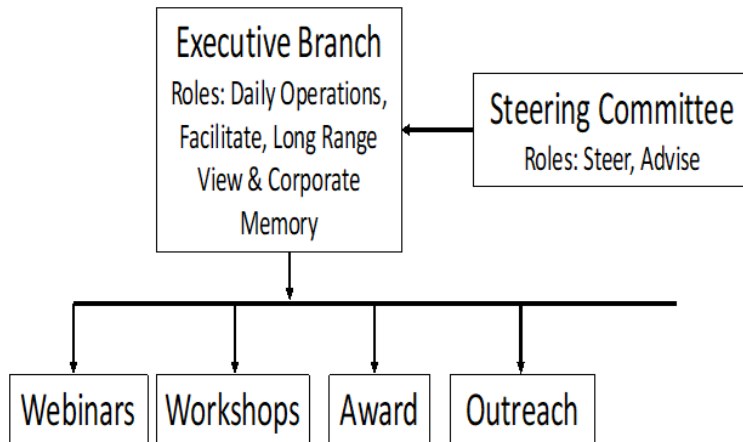 Executive Branch
Roles: Daily Operations,
Facilitate, Long Range
View & Corporate
Memory
Steering Committee
Roles: Steer, Advise
Webinars
Workshops
Award
Outreach